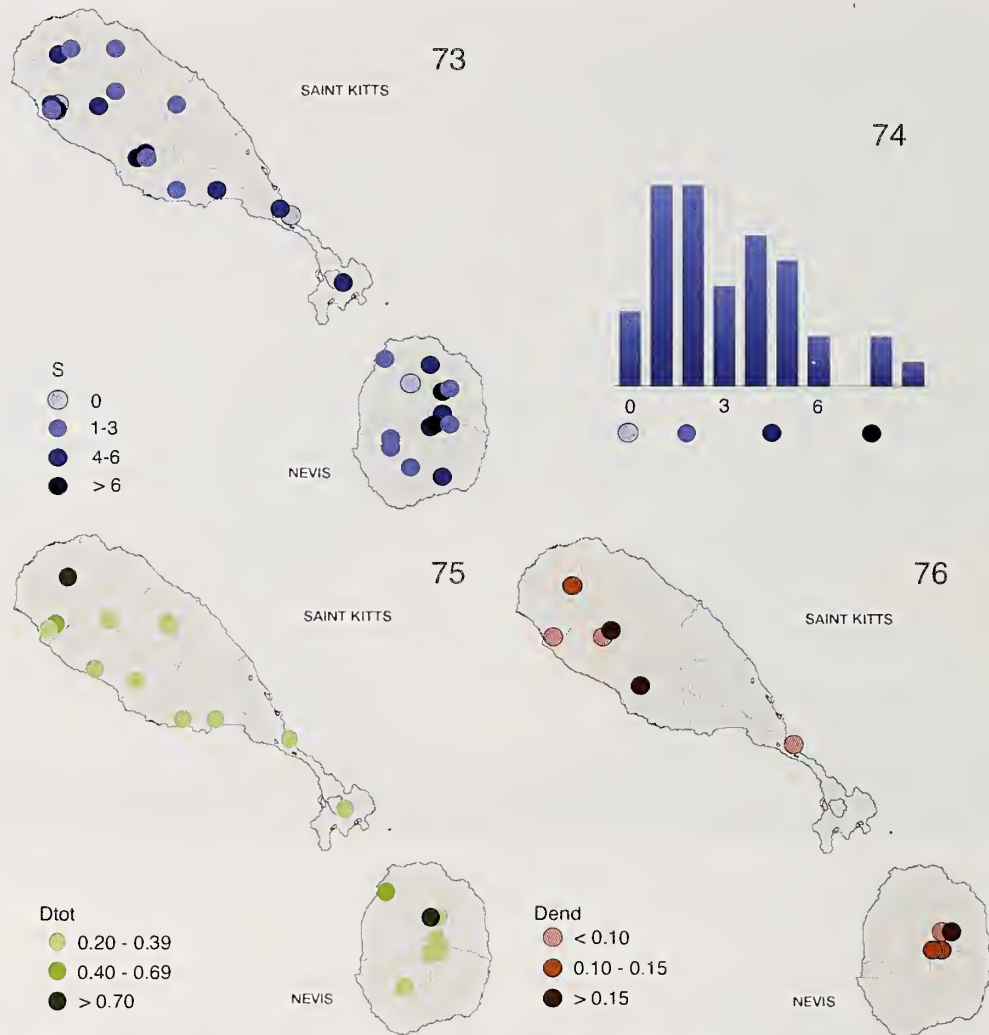 73
SAINT KITTS
74
S
0
1-3
4-6
> 6
NEVIS
0 3 6
75
SAINT KITTS
76
SAINT KITTS
Dtot
0.20 - 0.39
0.40 - 0.69
> 0.70
NEVIS
Dend
< 0.10
0.10 - 0.15
> 0.15
NEVIS